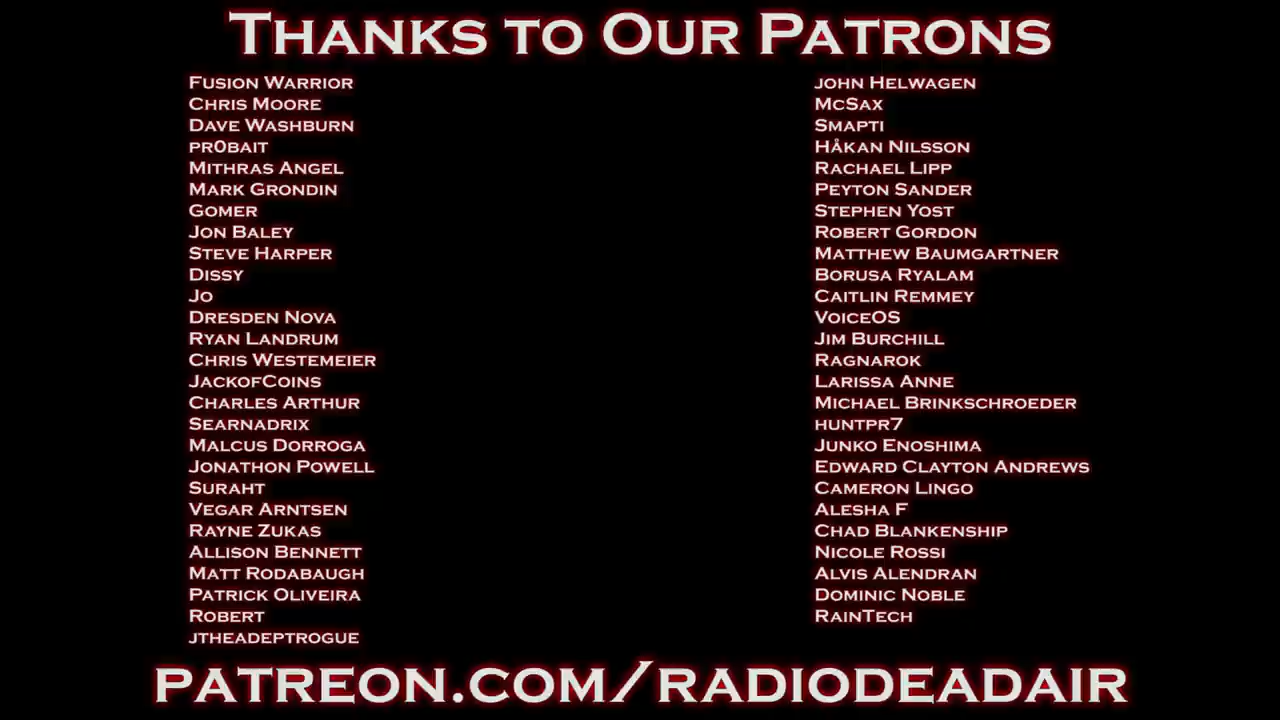 Thanks to Our Patrons
Fusion Warrior
Chris Moore
Dave Washburn
pr0bait
Mithras Angel
Mark Grondin
Gomer
Jon Baley
Steve Harper
Dissy
Jo
Dresden Nova
Ryan Landrum
Chris Westemeier
JackofCoins
Charles Arthur
Searnadrix
Malcus Dorroga
Jonathon Powell
Suraht
Vegar Arntsen
Rayne Zukas
Allison Bennett
Matt Rodabaugh
Patrick Oliveira
Robert
jtheadeptrogue
john Helwagen
McSax
Smapti
Håkan Nilsson
Rachael Lipp
Peyton Sander
Stephen Yost
Robert Gordon
Matthew Baumgartner
Borusa Ryalam
Caitlin Remmey
VoiceOS
Jim Burchill
Ragnarok
Larissa Anne
Michael Brinkschroeder
huntpr7
Junko Enoshima
Edward Clayton Andrews
Cameron Lingo
Alesha F
Chad Blankenship
Nicole Rossi
Alvis Alendran
Dominic Noble
RainTech
patreon.com/radiodeadair